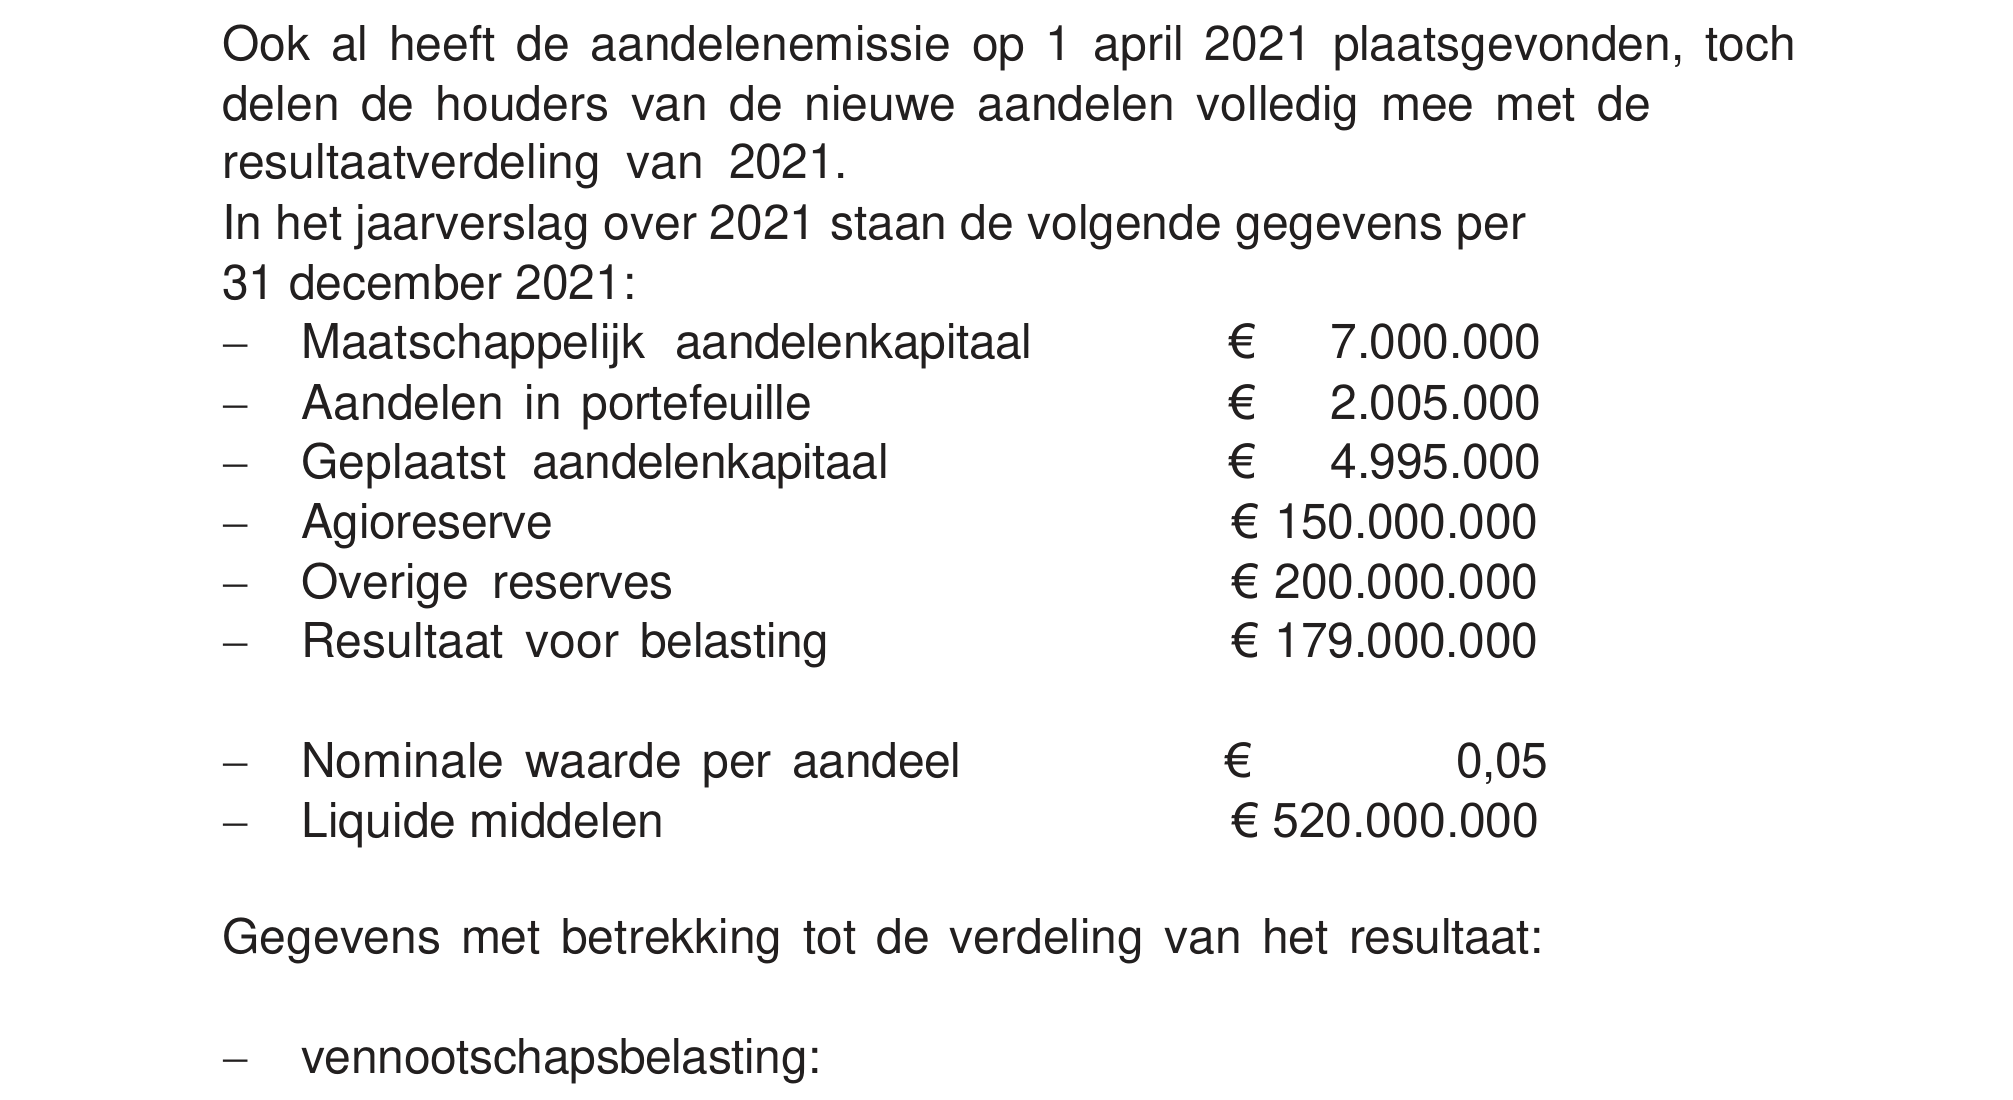 Ook al heeft de aandelenemissie op 1 april 2021 plaatsgevonden, toch
delen de houders van de nieuwe aandelen volledig mee met de
resultaatverdeling van 2021.
In het jaarverslag over 2021 staan de volgende gegevens per
31 december 2021:
– Maatschappelijk aandelenkapitaal € 7.000.000
– Aandelen in portefeuille € 2.005.000
– Geplaatst aandelenkapitaal € 4.995.000
– Agioreserve € 150.000.000
– Overige reserves € 200.000.000
– Resultaat voor belasting € 179.000.000
– Nominale waarde per aandeel € 0,05
– Liquide middelen € 520.000.000
Gegevens met betrekking tot de verdeling van het resultaat:
– vennootschapsbelasting: